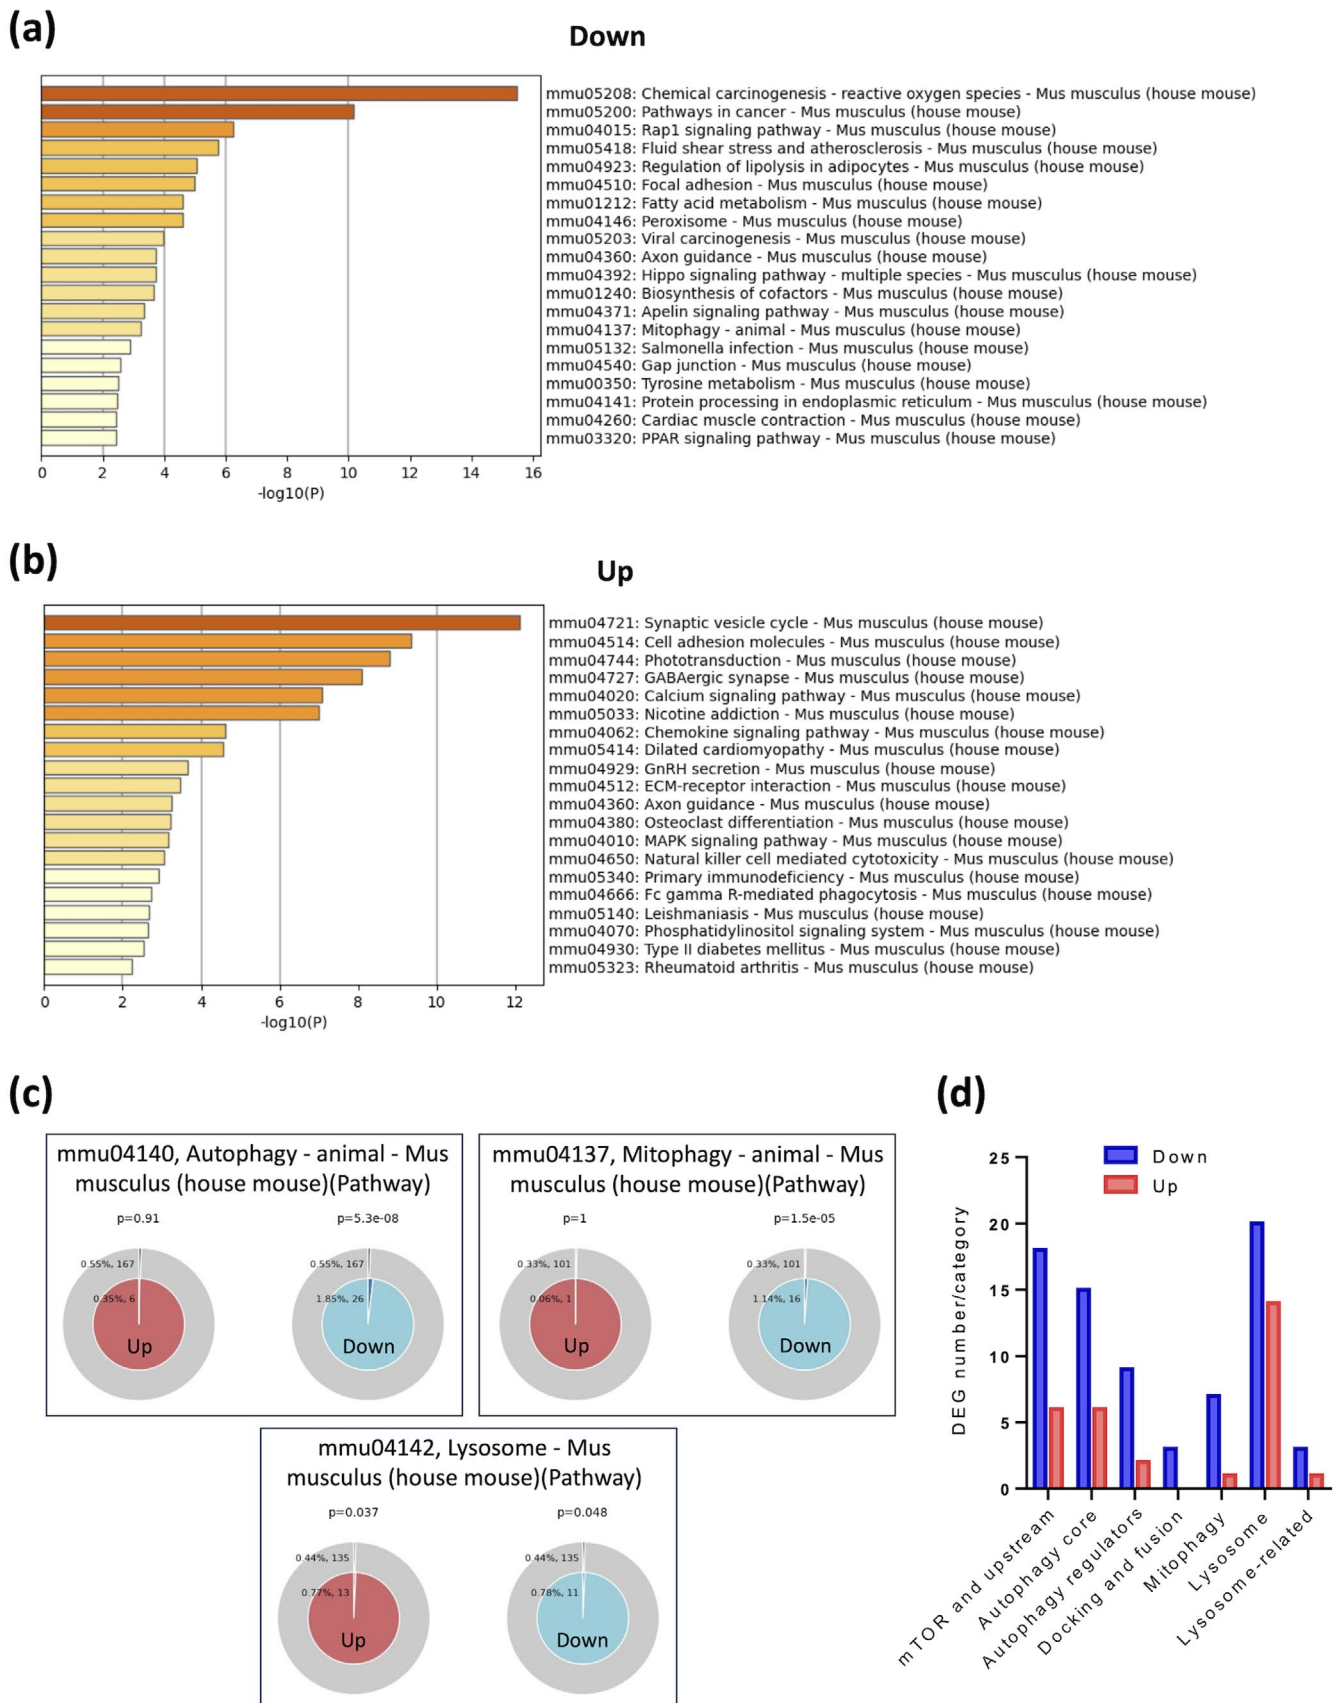 (a)
Down
mmu05208: Chemical carcinogenesis - reactive oxygen species - Mus musculus (house mouse)
mmu05200: Pathways in cancer - Mus musculus (house mouse)
mmu04015: Rap1 signaling pathway - Mus musculus (house mouse)
mmu05418: Fluid shear stress and atherosclerosis - Mus musculus (house mouse)
mmu04923: Regulation of lipolysis in adipocytes - Mus musculus (house mouse)
mmu04510: Focal adhesion - Mus musculus (house mouse)
mmu01212: Fatty acid metabolism - Mus musculus (house mouse)
mmu04146: Peroxisome - Mus musculus (house mouse)
mmu05203: Viral carcinogenesis - Mus musculus (house mouse)
mmu04360: Axon guidance - Mus musculus (house mouse)
mmu04392: Hippo signaling pathway - multiple species - Mus musculus (house mouse)
mmu01240: Biosynthesis of cofactors - Mus musculus (house mouse)
mmu04371: Apelin signaling pathway - Mus musculus (house mouse)
mmu04137: Mitophagy - animal - Mus musculus (house mouse)
mmu05132: Salmonella infection - Mus musculus (house mouse)
mmu04540: Gap junction - Mus musculus (house mouse)
mmu00350: Tyrosine metabolism - Mus musculus (house mouse)
mmu04141: Protein processing in endoplasmic reticulum - Mus musculus (house mouse)
mmu04260: Cardiac muscle contraction - Mus musculus (house mouse)
mmu03320: PPAR signaling pathway - Mus musculus (house mouse)
0 2 4 6 8 10 12 14 16
-log10(P)
(b)
Up
mmu04721: Synaptic vesicle cycle - Mus musculus (house mouse)
mmu04514: Cell adhesion molecules - Mus musculus (house mouse)
mmu04744: Phototransduction - Mus musculus (house mouse)
mmu04727: GABAergic synapse - Mus musculus (house mouse)
mmu04020: Calcium signaling pathway - Mus musculus (house mouse)
mmu05033: Nicotine addiction - Mus musculus (house mouse)
mmu04062: Chemokine signaling pathway - Mus musculus (house mouse)
mmu05414: Dilated cardiomyopathy - Mus musculus (house mouse)
mmu04929: GnRH secretion - Mus musculus (house mouse)
mmu04512: ECM-receptor interaction - Mus musculus (house mouse)
mmu04360: Axon guidance - Mus musculus (house mouse)
mmu04380: Osteoclast differentiation - Mus musculus (house mouse)
mmu04010: MAPK signaling pathway - Mus musculus (house mouse)
mmu04650: Natural killer cell mediated cytotoxicity - Mus musculus (house mouse)
mmu05340: Primary immunodeficiency - Mus musculus (house mouse)
mmu04666: Fc gamma R-mediated phagocytosis - Mus musculus (house mouse)
mmu05140: Leishmaniasis - Mus musculus (house mouse)
mmu04070: Phosphatidylinositol signaling system - Mus musculus (house mouse)
mmu04930: Type II diabetes mellitus - Mus musculus (house mouse)
mmu05323: Rheumatoid arthritis - Mus musculus (house mouse)
0 2 4 6 8 10 12
-log10(P)
(c)
mmu04140, Autophagy - animal - Mus
musculus (house mouse)(Pathway)
p=0.91
0.55%, 167
0.35%, 6
Up
p=5.3e-08
0.55%, 167
1.85%, 26
Down
mmu04137, Mitophagy - animal - Mus
musculus (house mouse)(Pathway)
p=1
0.33%, 101
0.06%, 1
Up
p=1.5e-05
0.33%, 101
1.14%, 16
Down
mmu04142, Lysosome - Mus
musculus (house mouse)(Pathway)
p=0.037
0.44%, 135
0.77%, 13
Up
p=0.048
0.44%, 135
0.78%, 11
Down
(d)
Down
Up
DEG number/category
25
20
15
10
5
0
mTOR and upstream
Autophagy core
Autophagy regulators
Docking and fusion
Mitophagy
Lysosome
Lysosome-related